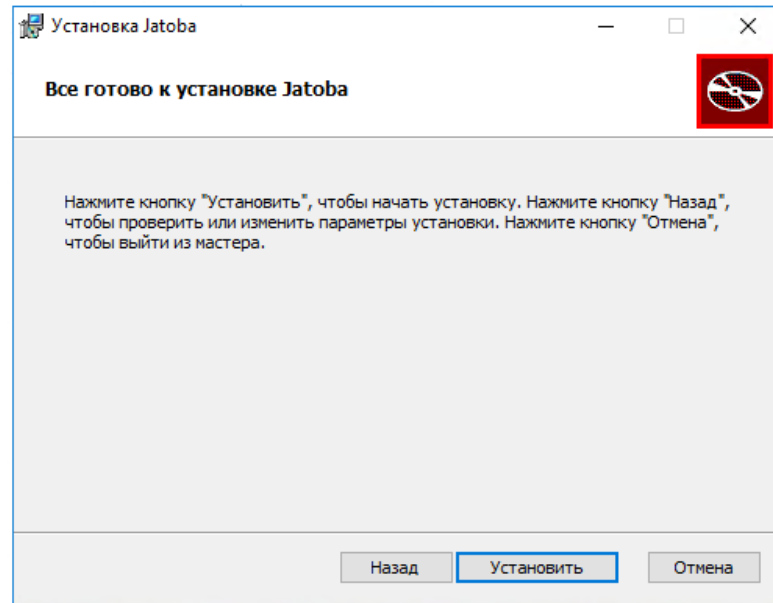 Установка Jatoba
Все готово к установке Jatoba
Нажмите кнопку "Установить", чтобы начать установку. Нажмите кнопку "Назад",
чтобы проверить или изменить параметры установки. Нажмите кнопку "Отмена",
чтобы выйти из мастера.
Назад
Установить
Отмена